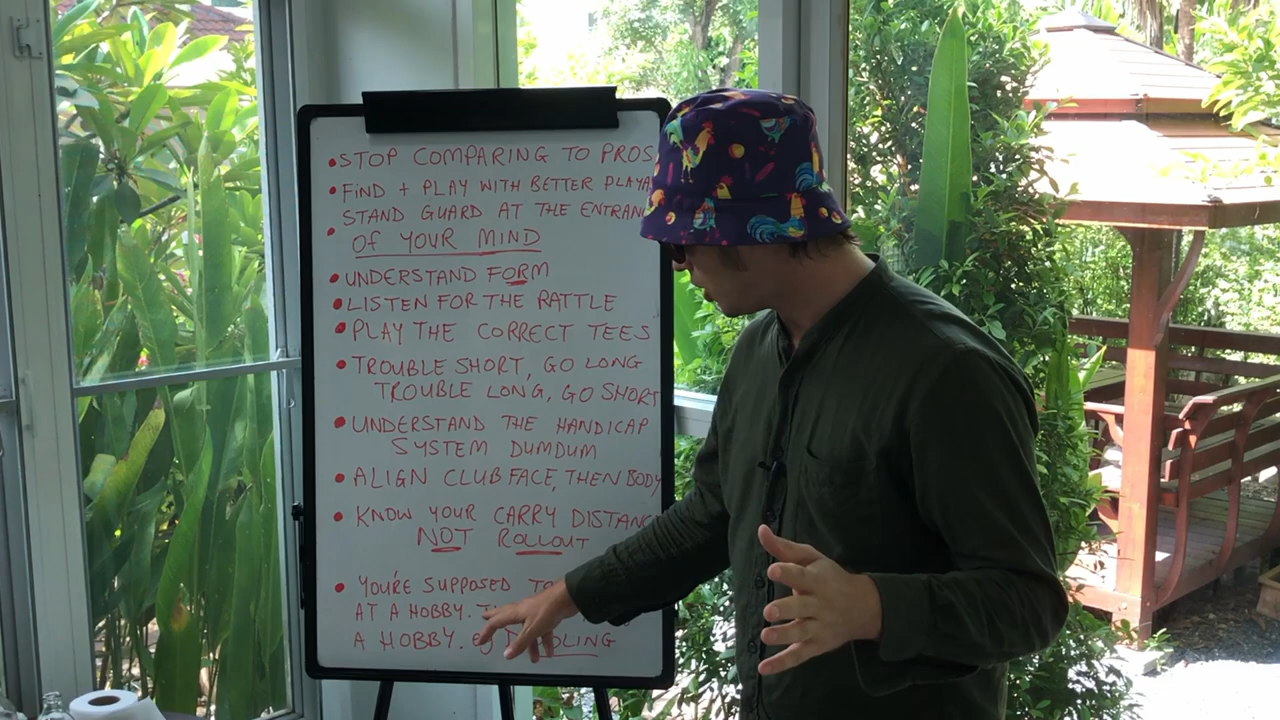 • STOP COMPARING TO PROS
• FIND + PLAY WITH BETTER
STAND GUARD AT THE
• OF YOUR MIND
• UNDERSTAND FORM
• LISTEN FOR THE RATTLE
• PLAY THE CORRECT TEES
• TROUBLE SHORT, GO LONG
TROUBLE LONG, GO SHORT
• UNDERSTAND THE HANDICAP
SYSTEM DUMDUM
• ALIGN CLUB FACE, THEN BODY
• KNOW YOUR CARRY
NOT ROLLOUT
• YOU'RE SUPPOSED
AT A HOBBY.
A HOBBY.